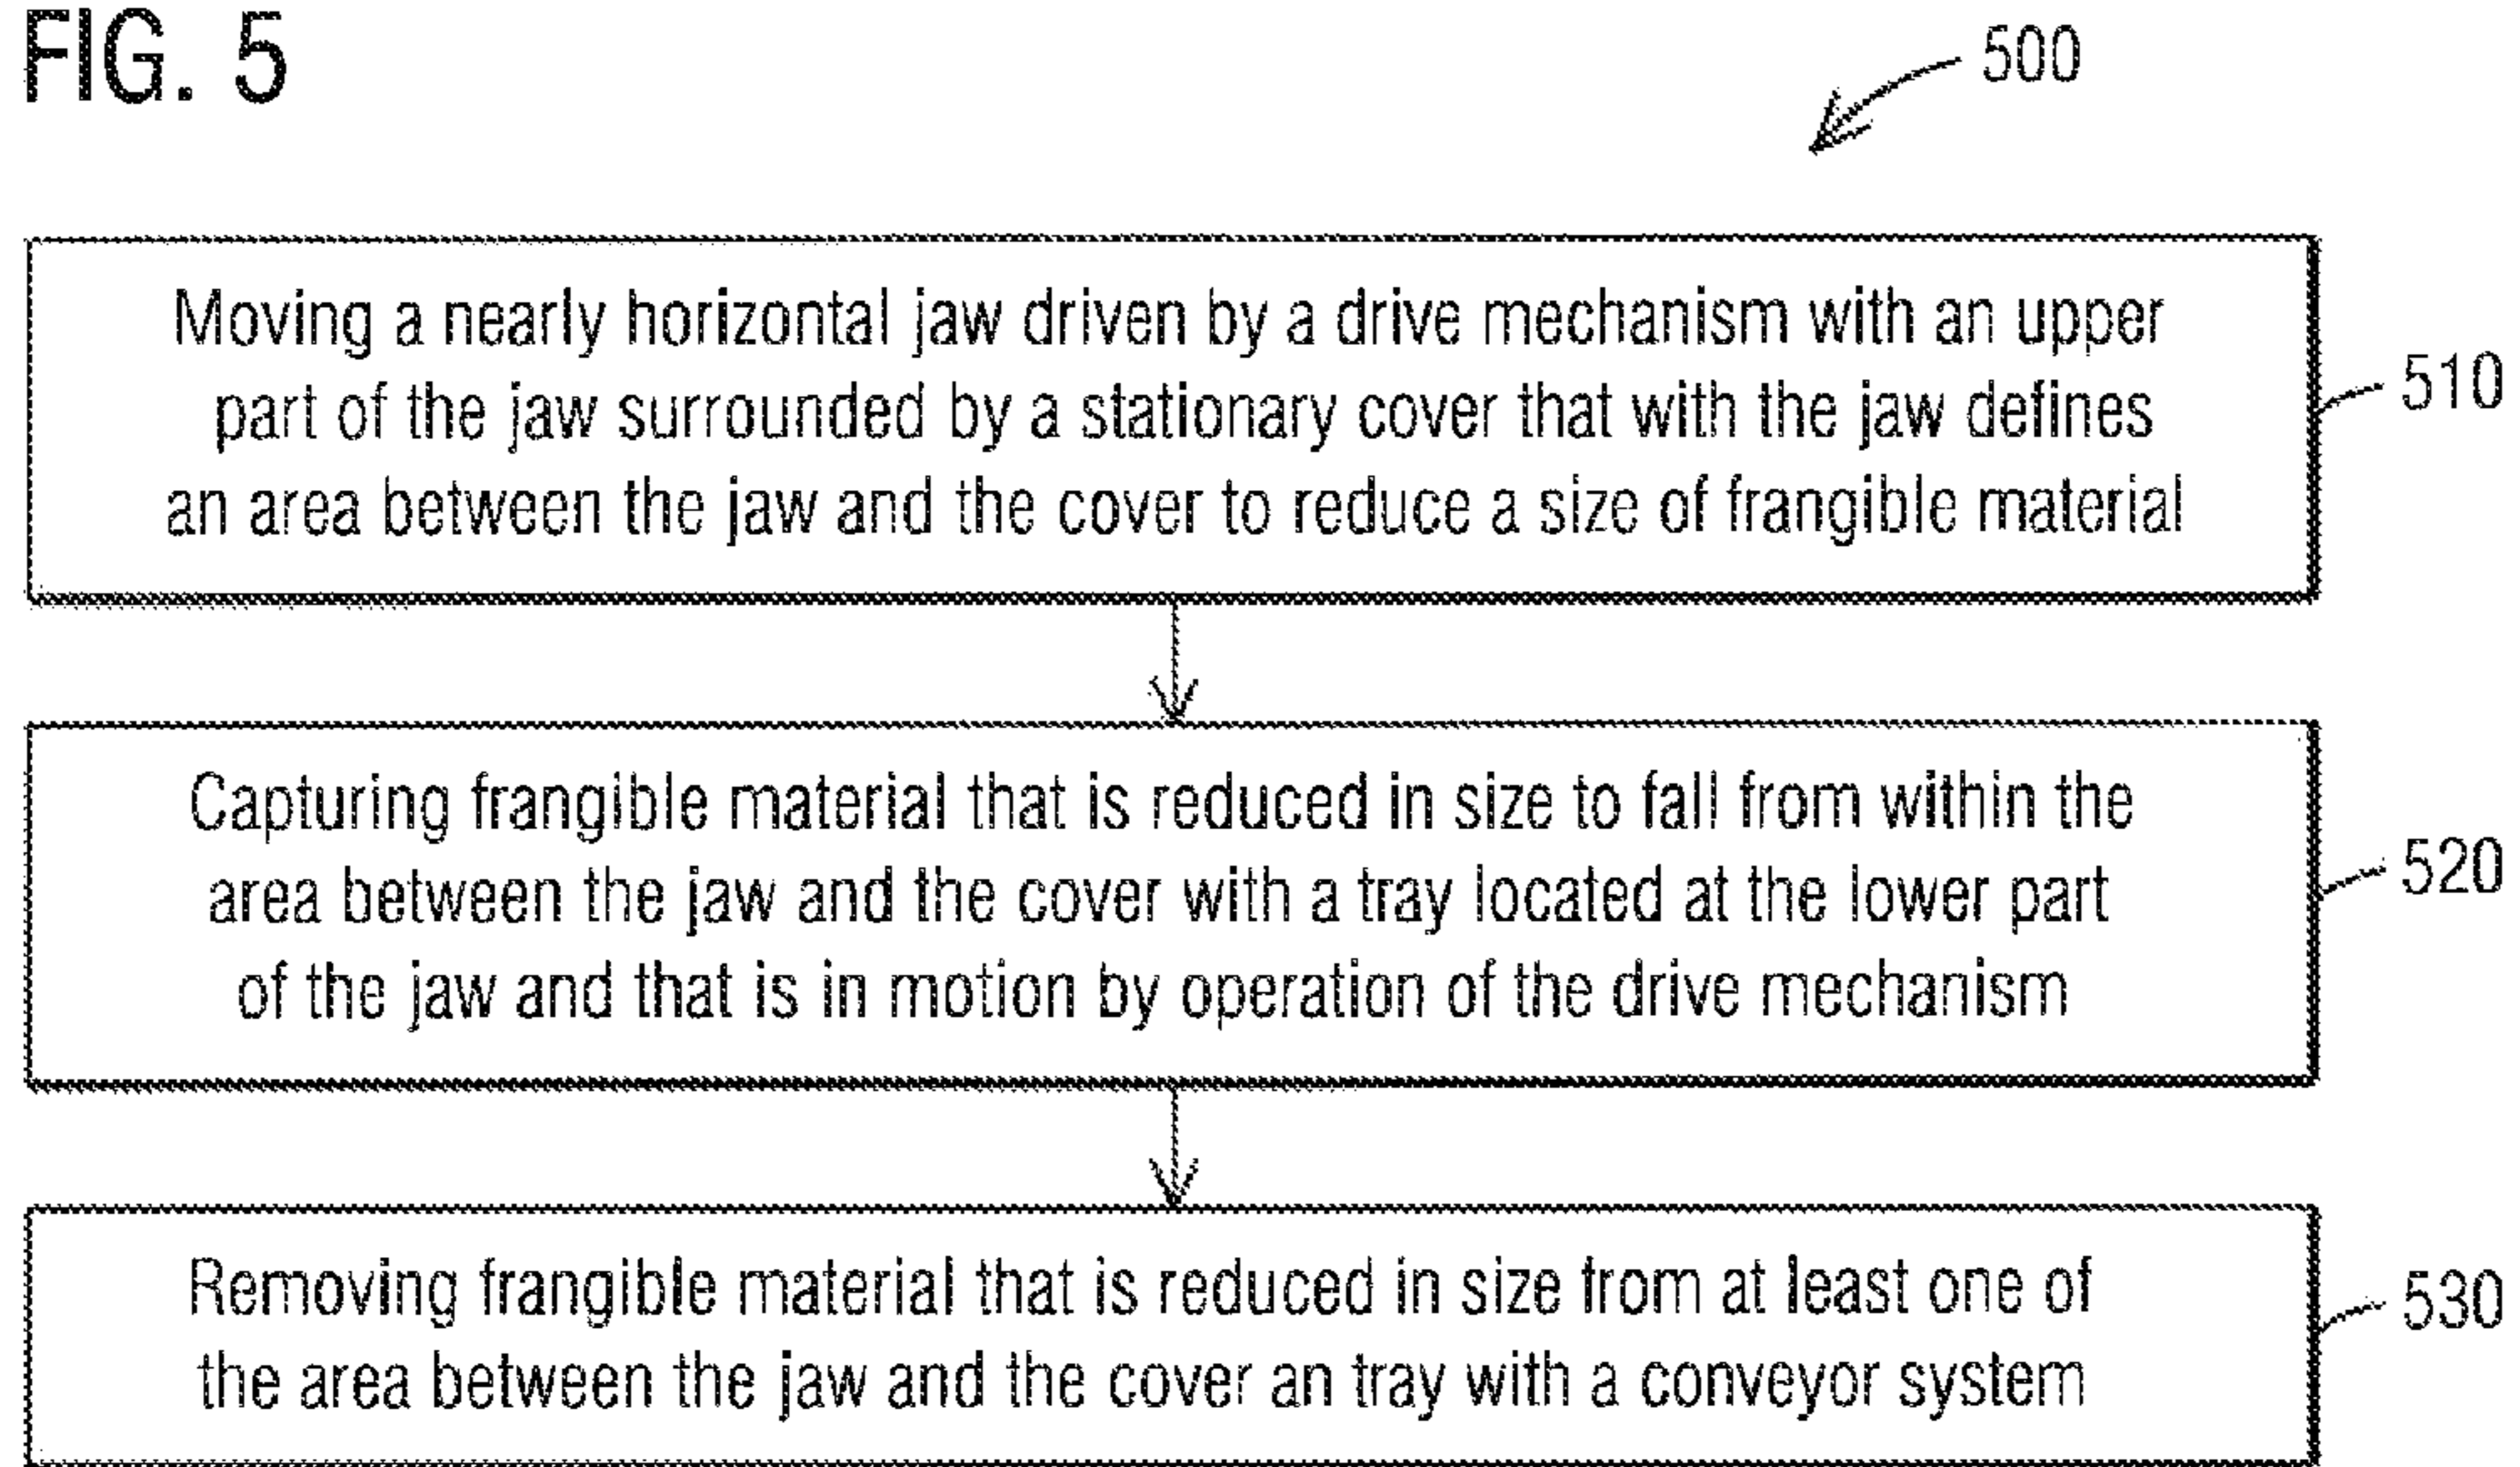 FIG. 5
500
Moving a nearly horizontal jaw driven by a drive mechanism with an upper
part of the jaw surrounded by a stationary cover that with the jaw defines
an area between the jaw and the cover to reduce a size of frangible material
510
Capturing frangible material that is reduced in size to fall from within the
area between the jaw and the cover with a tray located at the lower part
of the jaw and that is in motion by operation of the drive mechanism
520
Removing frangible material that is reduced in size from at least one of
the area between the jaw and the cover an tray with a conveyor system
530